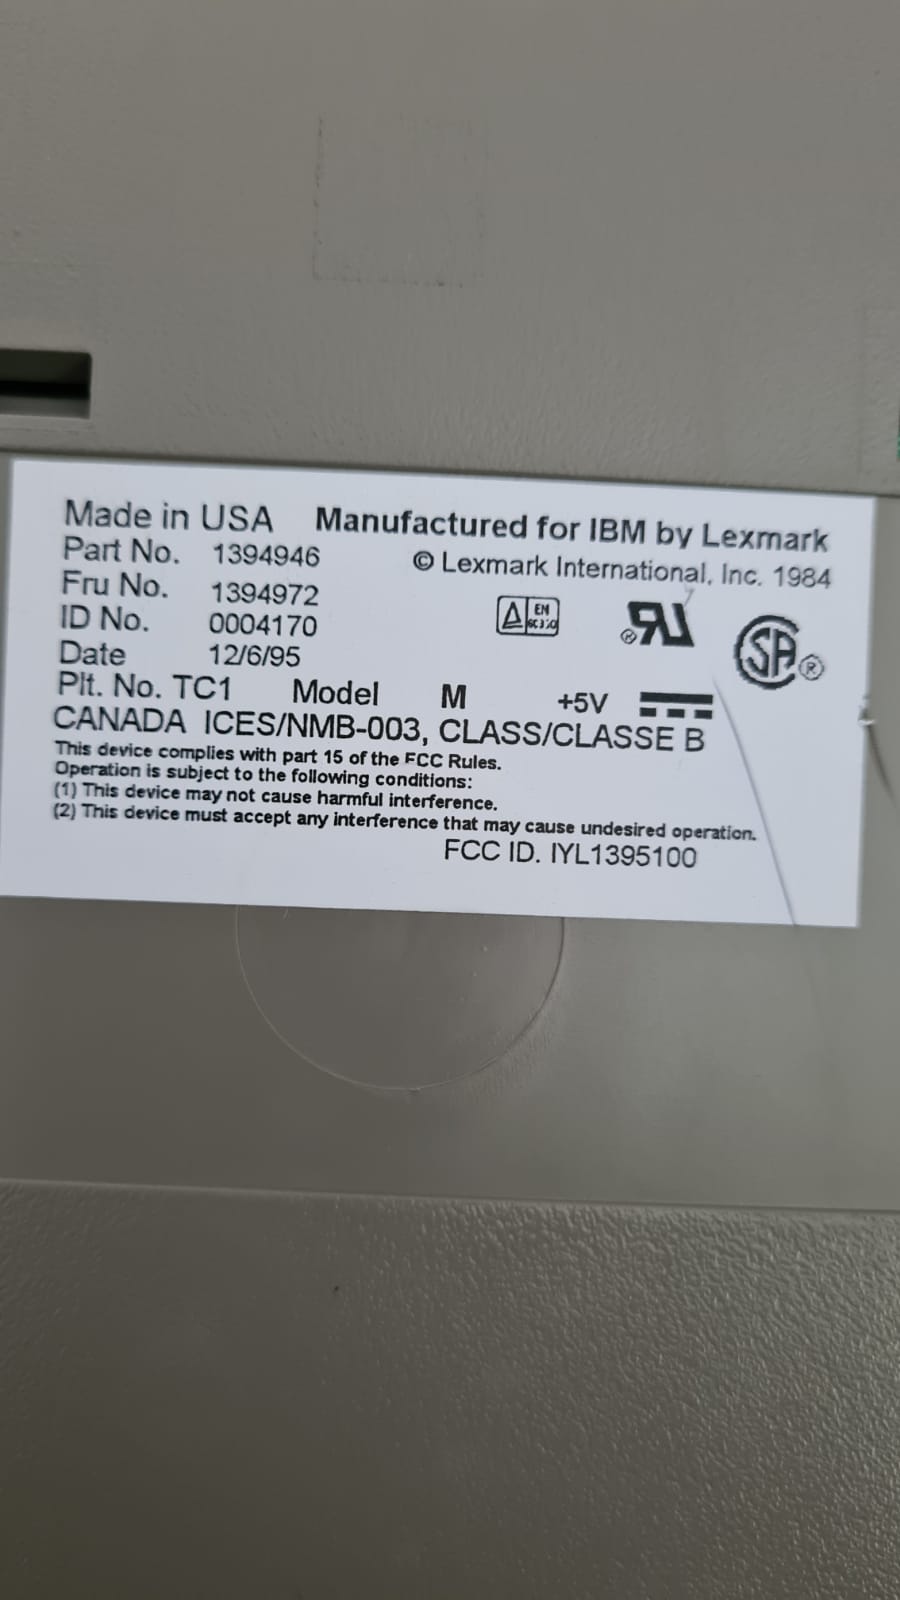 Made in USA Manufactured for IBM by Lexmark
Part No. 1394946 © Lexmark International, Inc. 1984
Fru No. 1394972
EN
ID No. 0004170
Date 12/6/95
SA ®
Plt. No. TC1 Model M +5V
CANADA ICES/NMB-003, CLASS/CLASSE B
This device complies with part 15 of the FCC Rules.
Operation is subject to the following conditions:
(1) This device may not cause harmful interference.
(2) This device must accept any interference that may cause undesired operation.
FCC ID. IYL1395100